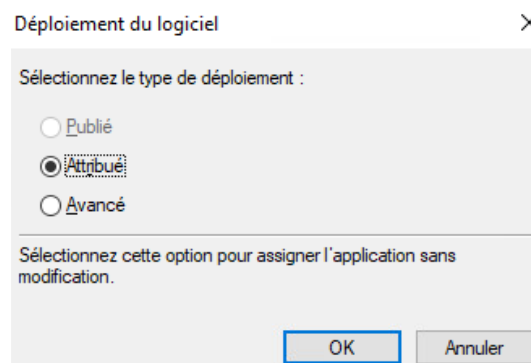 Déploiement du logiciel
Sélectionnez le type de déploiement :
Publié
Attribué
Avancé
Sélectionnez cette option pour assigner l'application sans
modification.
OK
Annuler